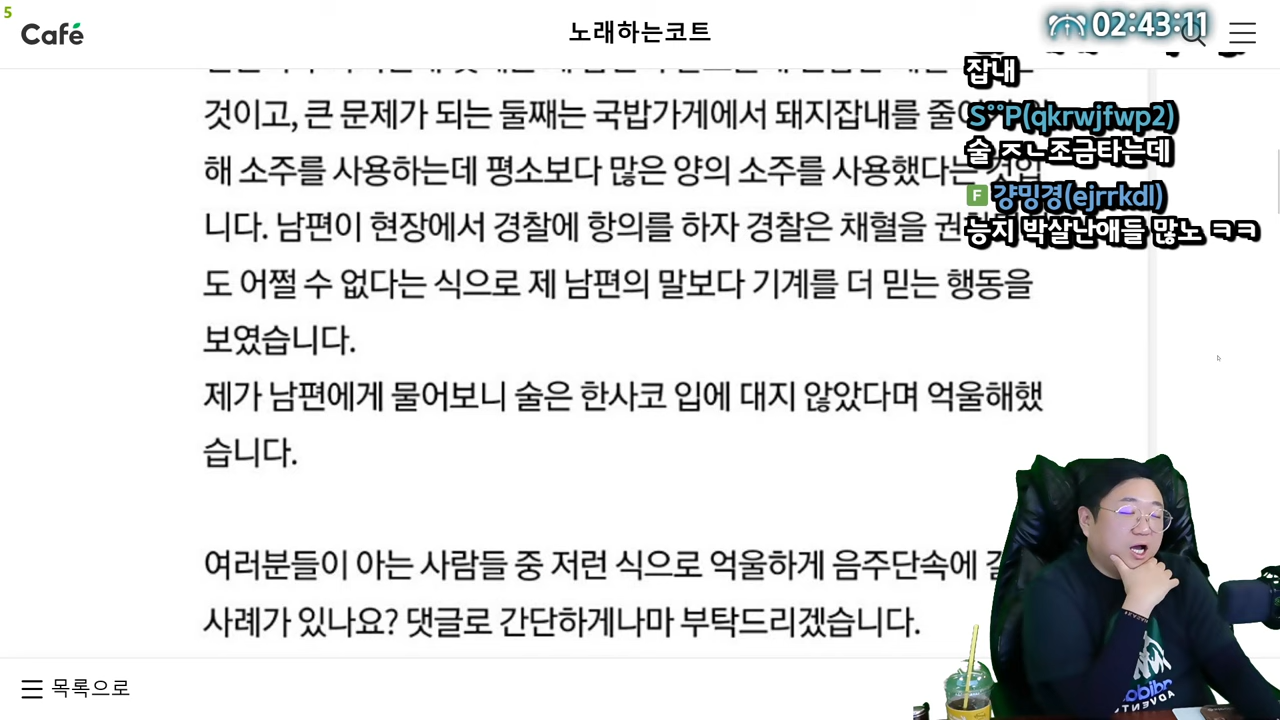 5
Café
노래하는코트
02:43:11
잡내
것이고, 큰 문제가 되는 둘째는 국밥가게에서 돼지잡내를
S**P(qkrwjfwp2)
해 소주를 사용하는데 평소보다 많은 양의 소주를 사용했다는
술 ㅈㄴ조금타는데
F 걍밍경(ejrrkdl)
니다. 남편이 현장에서 경찰에 항의를 하자 경찰은 채혈을
능지 박살난애들 많노 ㅋㅋ
도 어쩔 수 없다는 식으로 제 남편의 말보다 기계를 더 믿는 행동을
보였습니다.
제가 남편에게 물어보니 술은 한사코 입에 대지 않았다며 억울해했
습니다.
여러분들이 아는 사람들 중 저런 식으로 억울하게 음주단속에
사례가 있나요? 댓글로 간단하게나마 부탁드리겠습니다.
목록으로